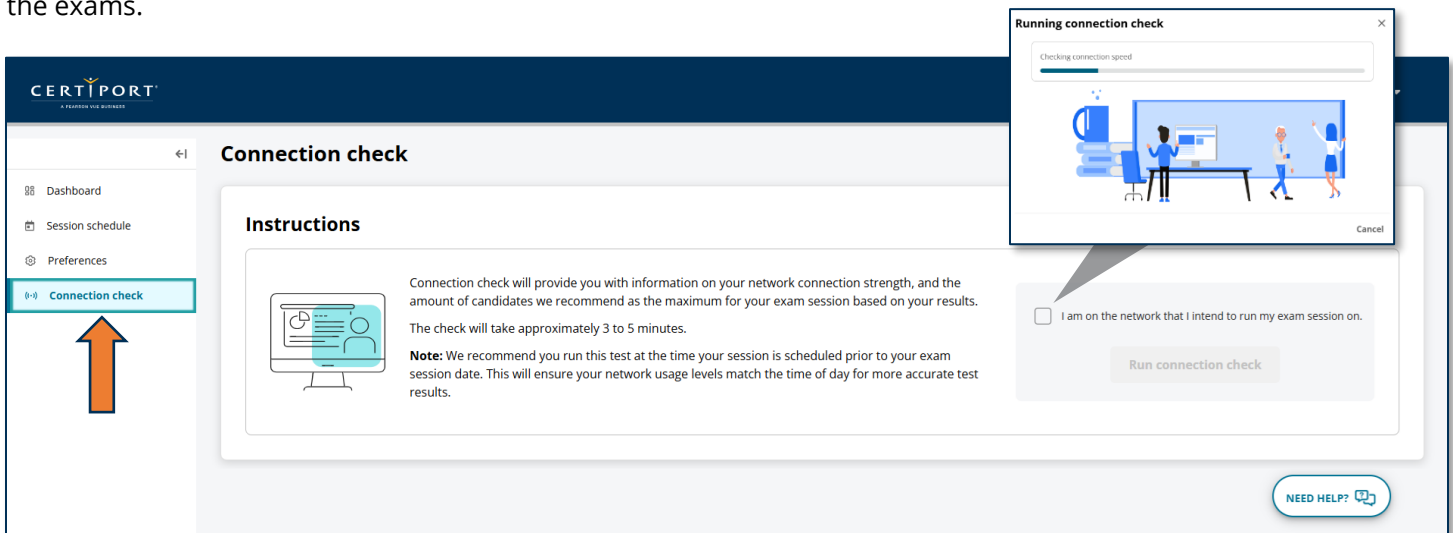 the exams.
Running connection check
Checking connection speed
Cancel
CERTIPORT
A PEARSON VUE BUSINESS
Dashboard
Session schedule
Preferences
Connection check
Connection check
Instructions
Connection check will provide you with information on your network connection strength, and the
amount of candidates we recommend as the maximum for your exam session based on your results.
The check will take approximately 3 to 5 minutes.
Note: We recommend you run this test at the time your session is scheduled prior to your exam
session date. This will ensure your network usage levels match the time of day for more accurate test
results.
I am on the network that I intend to run my exam session on.
Run connection check
NEED HELP?